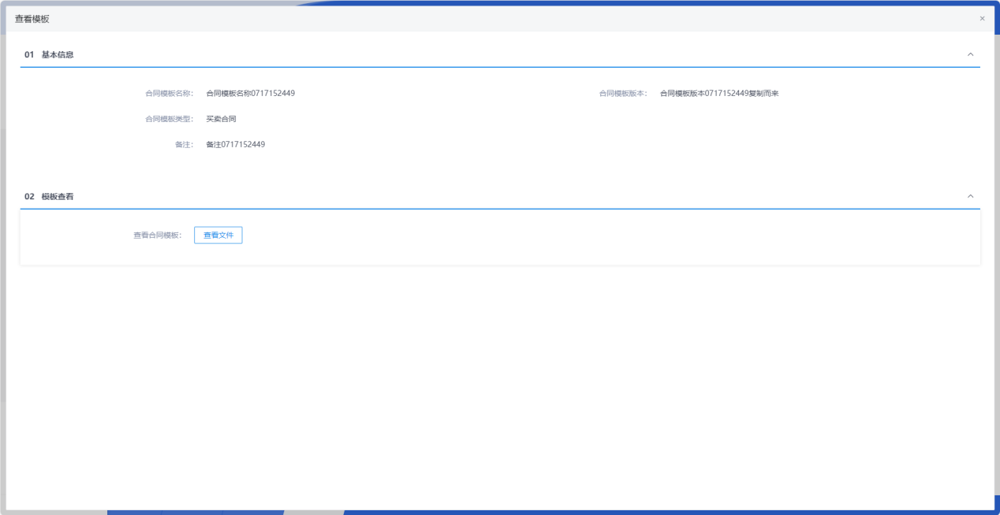 查看模板
×
01 基本信息
合同模板名称： 合同模板名称0717152449 合同模板版本： 合同模板版本0717152449复制而来
合同模板类型： 买卖合同
备注： 备注0717152449
02 模板查看
查看合同模板： 查看文件